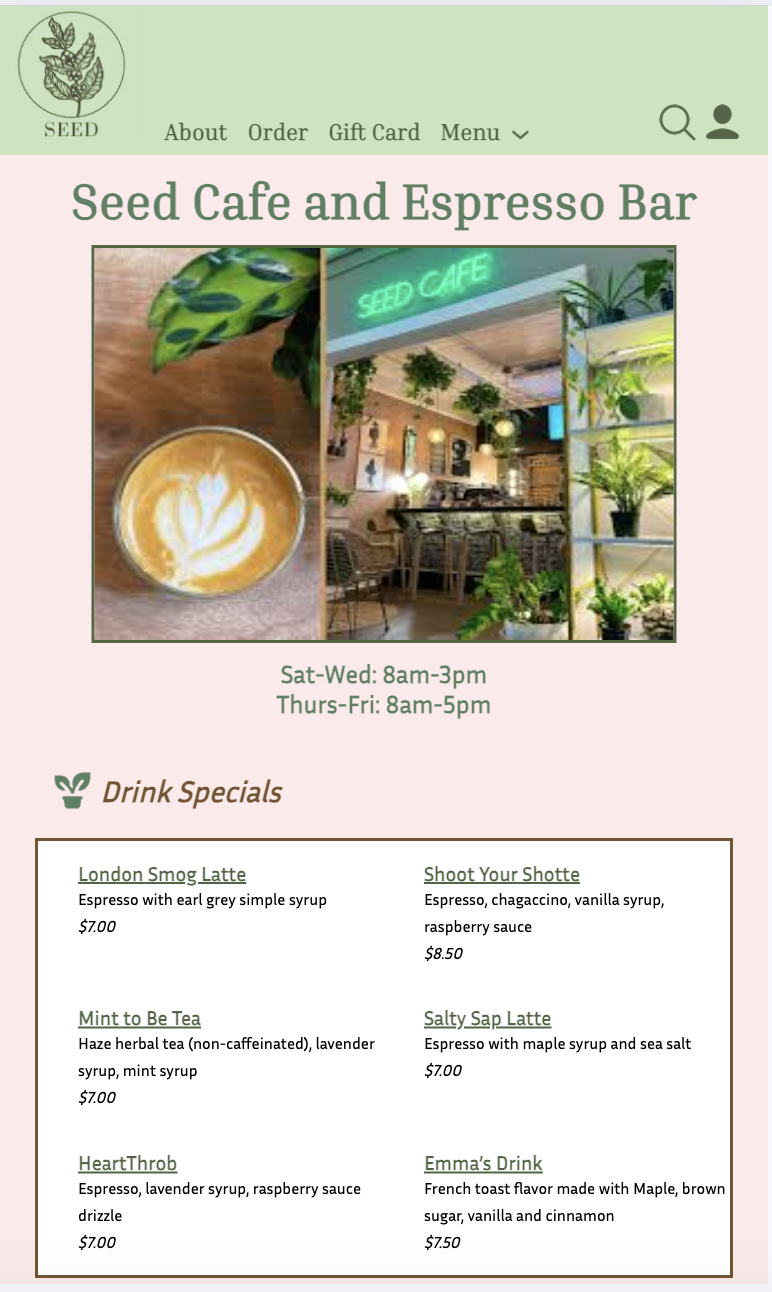 SEED
About Order Gift Card Menu
Seed Cafe and Espresso Bar
SEED CAFE
Sat-Wed: 8am-3pm
Thurs-Fri: 8am-5pm
Drink Specials
London Smog Latte
Espresso with earl grey simple syrup
$7.00
Shoot Your Shotte
Espresso, chagaccino, vanilla syrup,
raspberry sauce
$8.50
Mint to Be Tea
Haze herbal tea (non-caffeinated), lavender
syrup, mint syrup
$7.00
Salty Sap Latte
Espresso with maple syrup and sea salt
$7.00
HeartThrob
Espresso, lavender syrup, raspberry sauce
drizzle
$7.00
Emma's Drink
French toast flavor made with Maple, brown
sugar, vanilla and cinnamon
$7.50